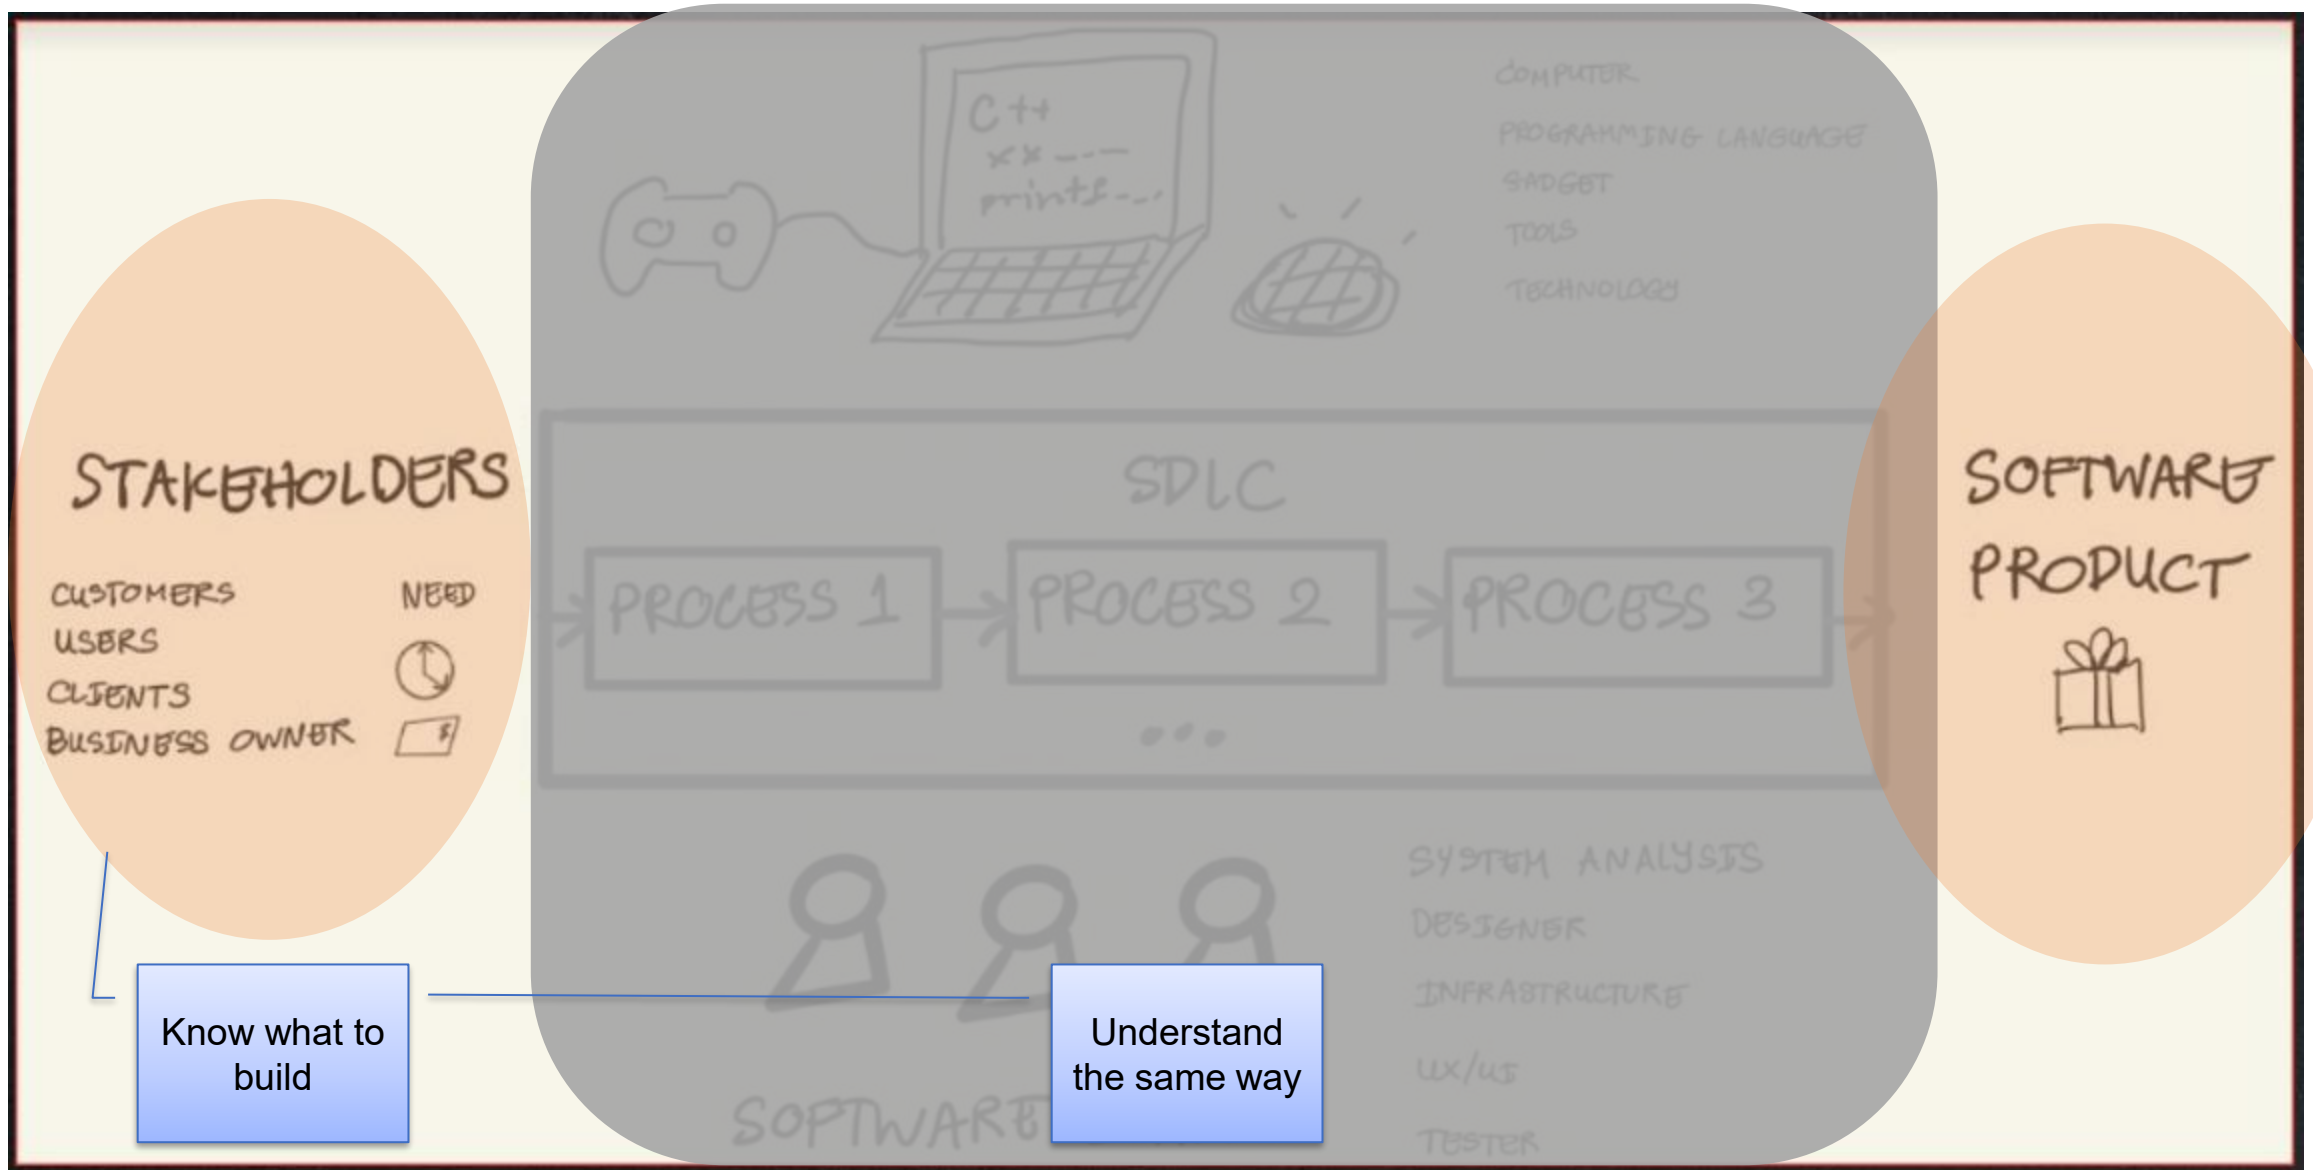 C++
xx -----
printf---.
COMPUTER
PROGRAMMING LANGUAGE
GADGET
TOOLS
TECHNOLOGY
STAKEHOLDERS
CUSTOMERS NEED
USERS
CLIENTS
BUSINESS OWNER $
SDLC
PROCESS 1
PROCESS 2
PROCESS 3
...
SOFTWARE
PRODUCT
SYSTEM ANALYSIS
DESIGNER
INFRASTRUCTURE
UX/UI
TESTER
SOFTWARE
Know what to
build
Understand
the same way